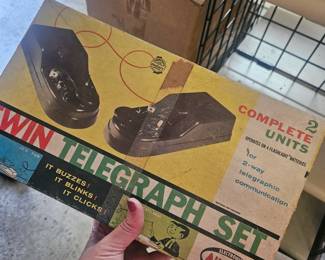 2
COMPLETE
UNITS
OPERATES ON 4 FLASHLIGHT BATTERIES
for
2-way
telegraphic
communication
WIN TELEGRAPH SET
IT BUZZES!
IT BLINKS!
IT CLICKS!